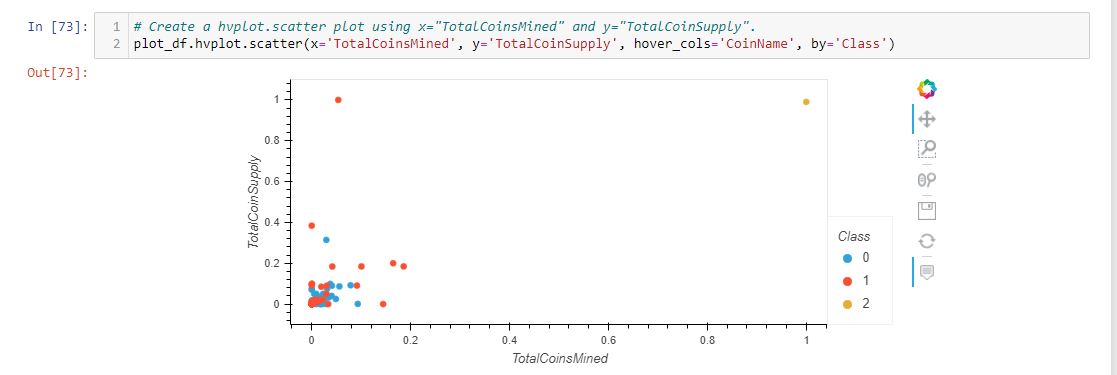 In [73]:
1 # Create a hvplot.scatter plot using x="TotalCoinsMined" and y="TotalCoinSupply".
2 plot_df.hvplot.scatter(x='TotalCoinsMined', y='TotalCoinSupply', hover_cols='CoinName', by='Class')
Out[73]:
TotalCoinSupply
1
0.8
0.6
0.4
0.2
0
0 0.2 0.4 0.6 0.8 1
TotalCoinsMined
Class
0
1
2